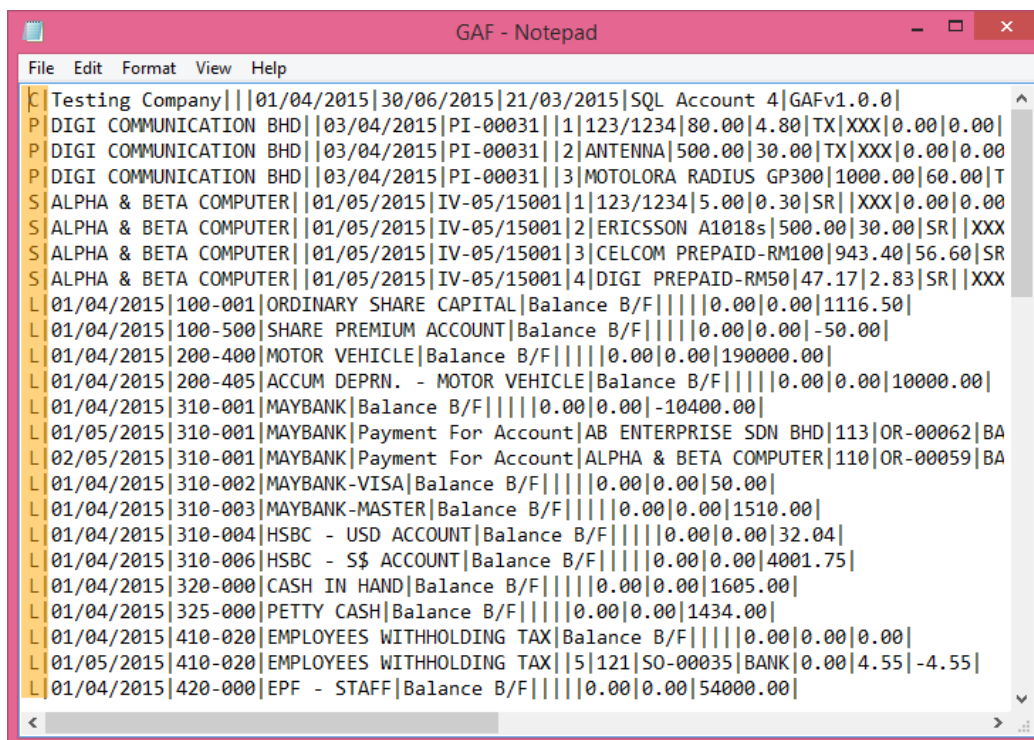 GAF - Notepad
File Edit Format View Help
C|Testing Company|||01/04/2015|30/06/2015|21/03/2015|SQL Account 4|GAFv1.0.0|
P|DIGI COMMUNICATION BHD||03/04/2015|PI-00031||1|123/1234|80.00|4.80|TX|XXX|0.00|0.00|
P|DIGI COMMUNICATION BHD||03/04/2015|PI-00031||2|ANTENNA|500.00|30.00|TX|XXX|0.00|0.00
P|DIGI COMMUNICATION BHD||03/04/2015|PI-00031||3|MOTOLORA RADIUS GP300|1000.00|60.00|T
S|ALPHA & BETA COMPUTER||01/05/2015|IV-05/15001|1|123/1234|5.00|0.30|SR||XXX|0.00|0.00
S|ALPHA & BETA COMPUTER||01/05/2015|IV-05/15001|2|ERICSSON A1018s|500.00|30.00|SR||XXX
S|ALPHA & BETA COMPUTER||01/05/2015|IV-05/15001|3|CELCOM PREPAID-RM100|943.40|56.60|SR
S|ALPHA & BETA COMPUTER||01/05/2015|IV-05/15001|4|DIGI PREPAID-RM50|47.17|2.83|SR||XXX
L|01/04/2015|100-001|ORDINARY SHARE CAPITAL|Balance B/F|||||0.00|0.00|1116.50|
L|01/04/2015|100-500|SHARE PREMIUM ACCOUNT|Balance B/F|||||0.00|0.00|-50.00|
L|01/04/2015|200-400|MOTOR VEHICLE|Balance B/F|||||0.00|0.00|190000.00|
L|01/04/2015|200-405|ACCUM DEPRN. - MOTOR VEHICLE|Balance B/F|||||0.00|0.00|10000.00|
L|01/04/2015|310-001|MAYBANK|Balance B/F|||||0.00|0.00|-10400.00|
L|01/05/2015|310-001|MAYBANK|Payment For Account|AB ENTERPRISE SDN BHD|113|OR-00062|BA
L|02/05/2015|310-001|MAYBANK|Payment For Account|ALPHA & BETA COMPUTER|110|OR-00059|BA
L|01/04/2015|310-002|MAYBANK-VISA|Balance B/F|||||0.00|0.00|50.00|
L|01/04/2015|310-003|MAYBANK-MASTER|Balance B/F|||||0.00|0.00|1510.00|
L|01/04/2015|310-004|HSBC - USD ACCOUNT|Balance B/F|||||0.00|0.00|32.04|
L|01/04/2015|310-006|HSBC - S$ ACCOUNT|Balance B/F|||||0.00|0.00|4001.75|
L|01/04/2015|320-000|CASH IN HAND|Balance B/F|||||0.00|0.00|1605.00|
L|01/04/2015|325-000|PETTY CASH|Balance B/F|||||0.00|0.00|1434.00|
L|01/04/2015|410-020|EMPLOYEES WITHHOLDING TAX|Balance B/F|||||0.00|0.00|0.00|
L|01/05/2015|410-020|EMPLOYEES WITHHOLDING TAX||5|121|SO-00035|BANK|0.00|4.55|-4.55|
L|01/04/2015|420-000|EPF - STAFF|Balance B/F|||||0.00|0.00|54000.00|